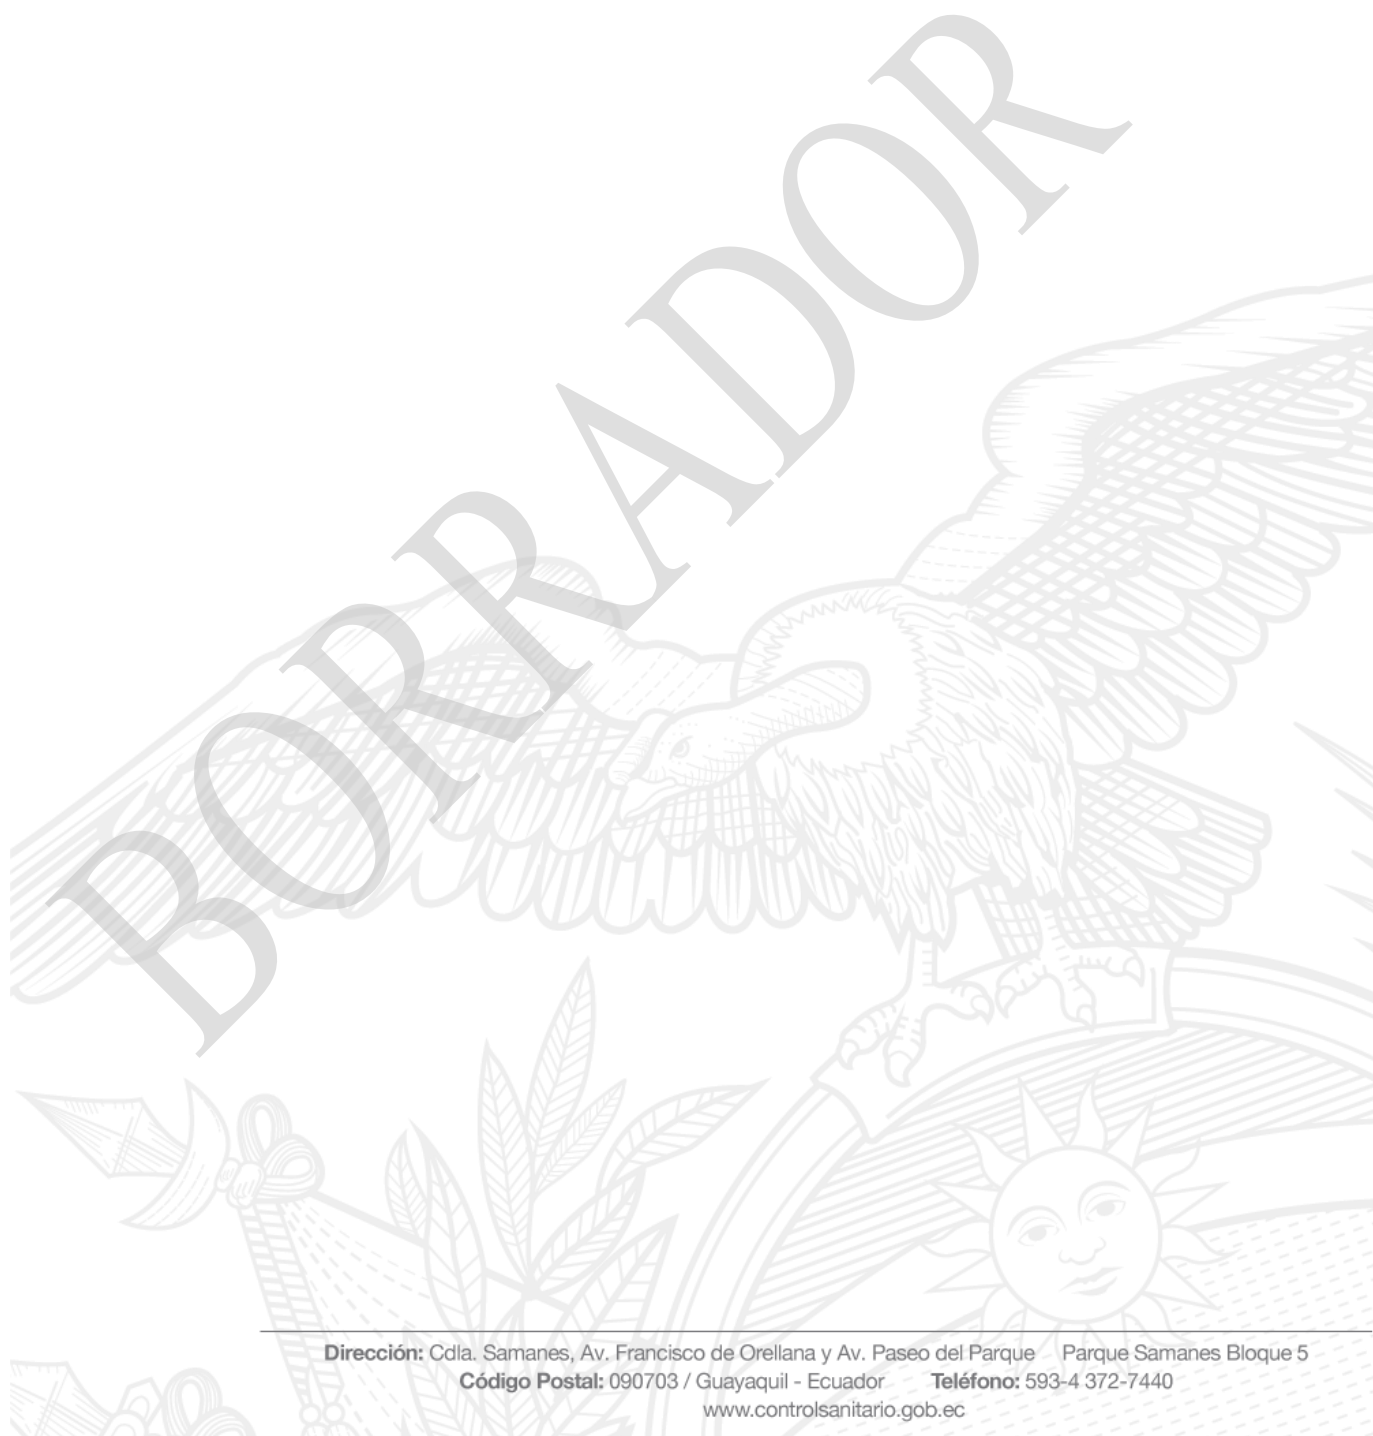 BORRADOR
Dirección: Cdla. Samanes, Av. Francisco de Orellana y Av. Paseo del Parque Parque Samanes Bloque 5
Código Postal: 090703 / Guayaquil - Ecuador Teléfono: 593-4 372-7440
www.controlsanitario.gob.ec